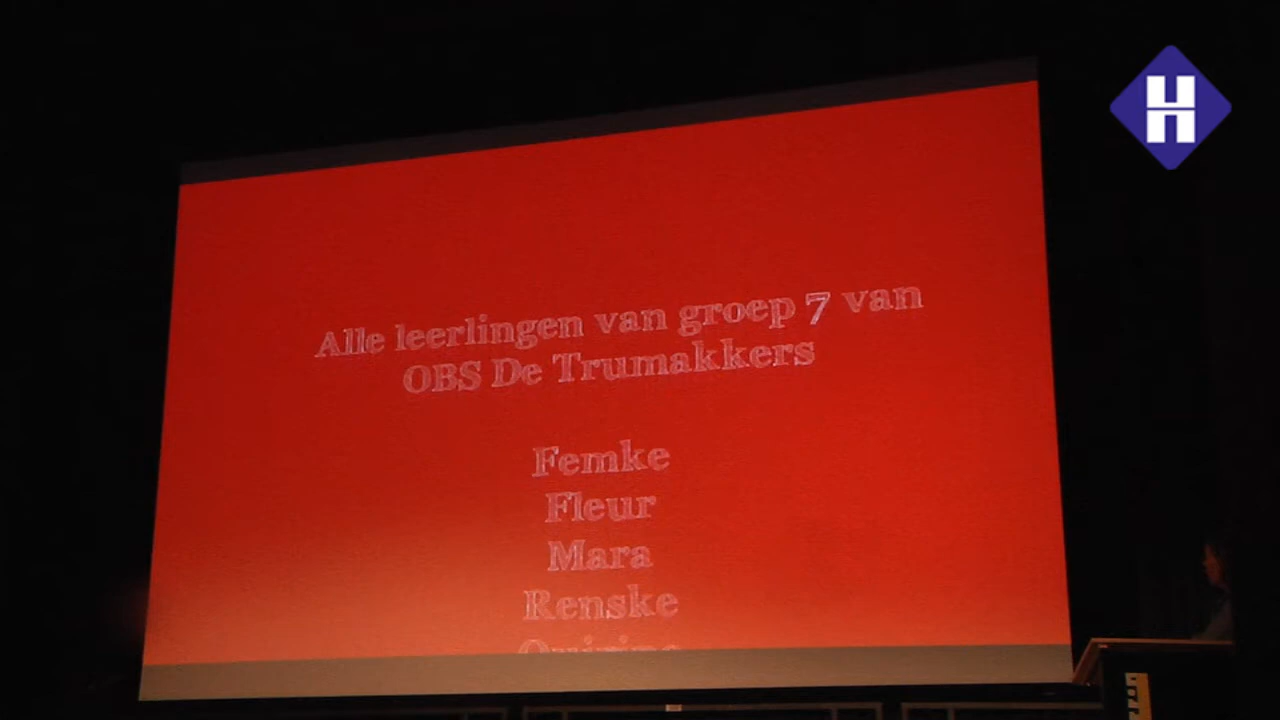 Alle leerlingen van groep 7 van
OBS De Trumakkers
Femke
Fleur
Mara
Renske
H